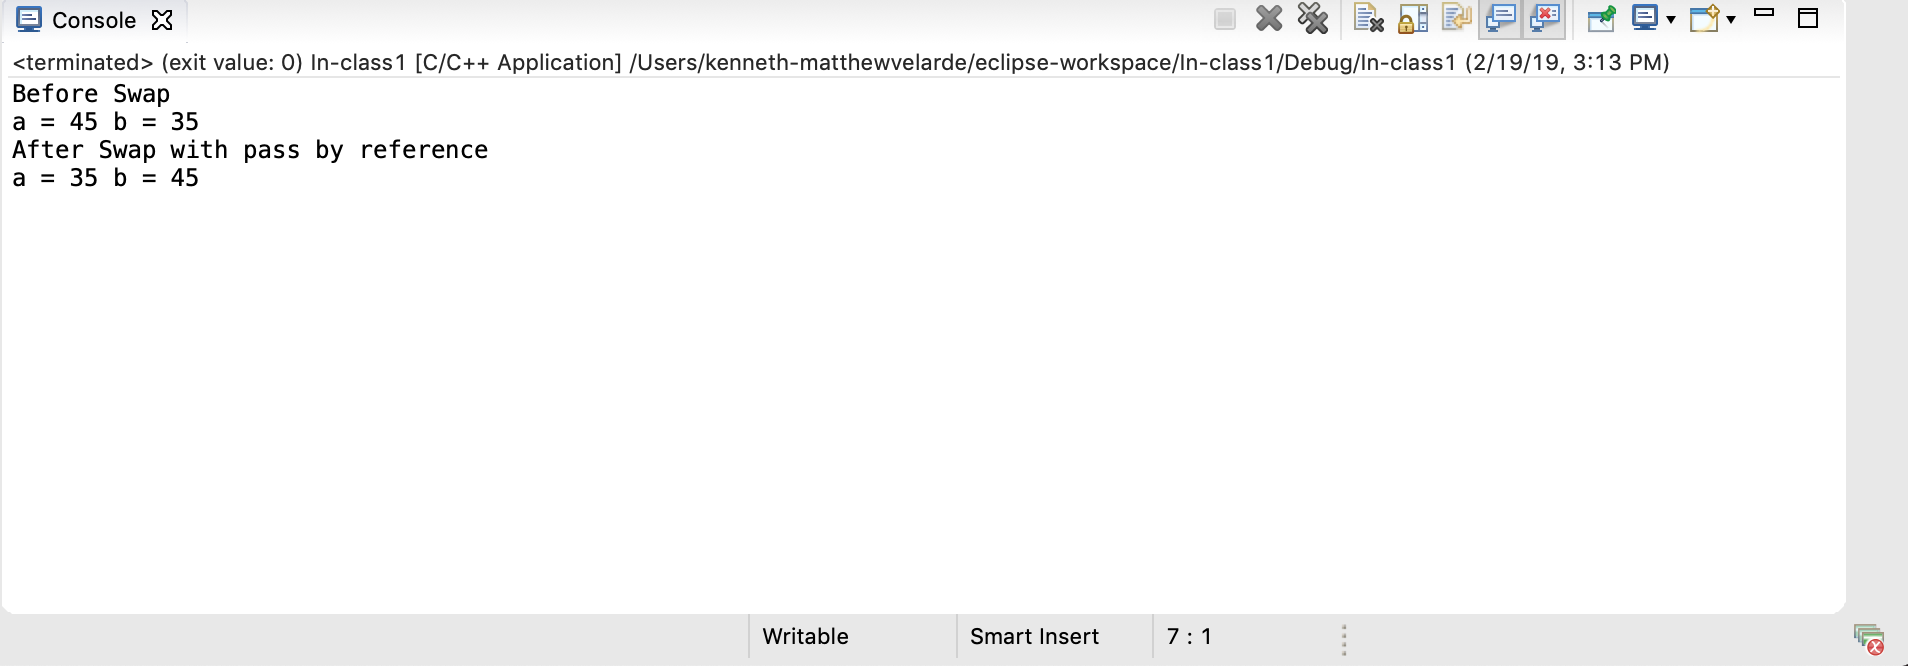 Console
<terminated> (exit value: 0) In-class1 [C/C++ Application] /Users/kenneth-matthewvelarde/eclipse-workspace/In-class1/Debug/In-class1 (2/19/19, 3:13 PM)
Before Swap
a = 45 b = 35
After Swap with pass by reference
a = 35 b = 45
Writable
Smart Insert
7 : 1